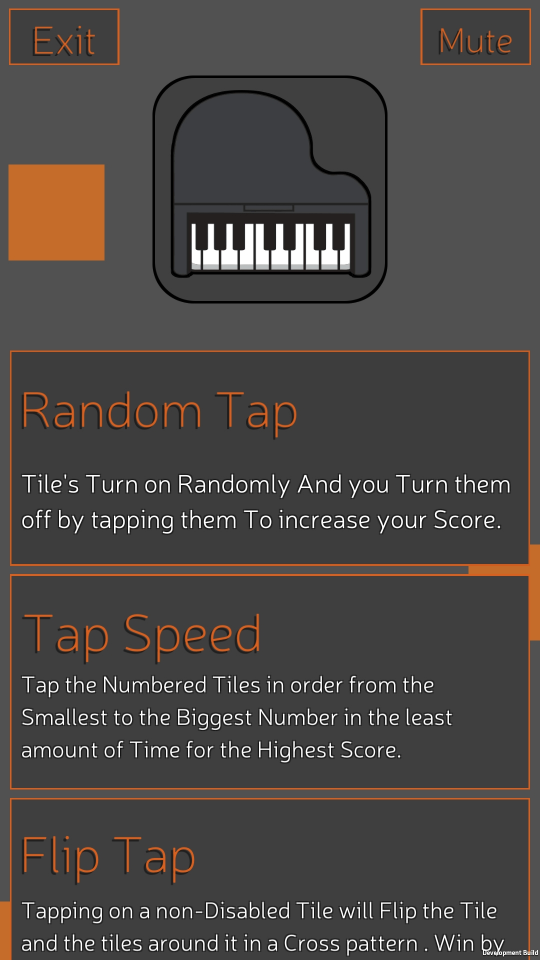 Exit
Mute
Random Tap
Tile's Turn on Randomly And you Turn them
off by tapping them To increase your Score.
Tap Speed
Tap the Numbered Tiles in order from the
Smallest to the Biggest Number in the least
amount of Time for the Highest Score.
Flip Tap
Tapping on a non-Disabled Tile will Flip the Tile
and the tiles around it in a Cross pattern . Win by
Development Build